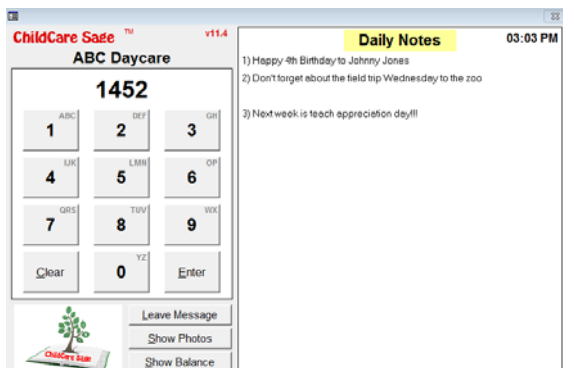 ChildCare Sage ™ v11.4
ABC Daycare
1452
ABC DEF GH
1 2 3
IJK LMN OP
4 5 6
QRS TUV WX
7 8 9
YZ
Clear 0 Enter
Leave Message
Show Photos
Show Balance
ChildCare Sage
Daily Notes 03:03 PM
1) Happy 4th Birthday to Johnny Jones
2) Don't forget about the field trip Wednesday to the zoo
3) Next week is teach appreciation day!!!